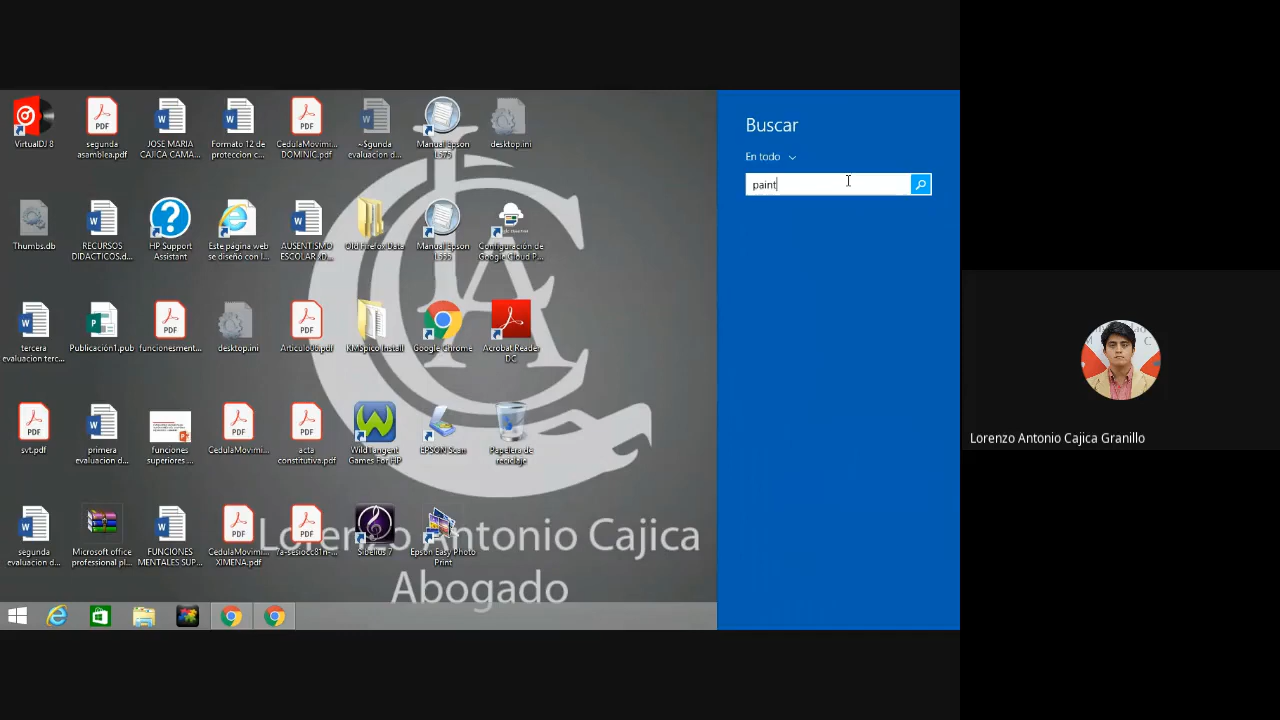 VirtualDJ 8
segunda
asamblea.pdf
JOSE MARIA
CAJICA CAMA...
Formato 12 de
proteccion c...
CedulaMovimi...
DOMINIC.pdf
~$gunda
evaluacion d...
Manual Epson
L575
desktop.ini
Thumbs.db
RECURSOS
DIDACTICOS.d...
HP Support
Assistant
Este página web
se diseñó con l...
AUSENTISMO
ESCOLAR
Old Firefox Data
Manual Epson
Configuración de
Google Cloud P...
tercera
evaluacion terc...
Publicación1.pub
funcionesment...
desktop.ini
Articulo06.pdf
KMSpico Install
Google Chrome
Acrobat Reader
DC
svt.pdf
primera
evaluacion d...
funciones
superiores ...
CedulaMovimi...
acta
constitutiva.pdf
WildTangent
Games For HP
EPSON Scan
Papelera de
reciclaje
segunda
evaluacion d...
Microsoft office
professional pl...
FUNCIONES
MENTALES SUP...
CedulaMovimi...
XIMENA.pdf
Sibelius 7
Epson Easy Photo
Print
Lorenzo Antonio Cajica
Abogado
Buscar
En todo
paint
Lorenzo Antonio Cajica Granillo